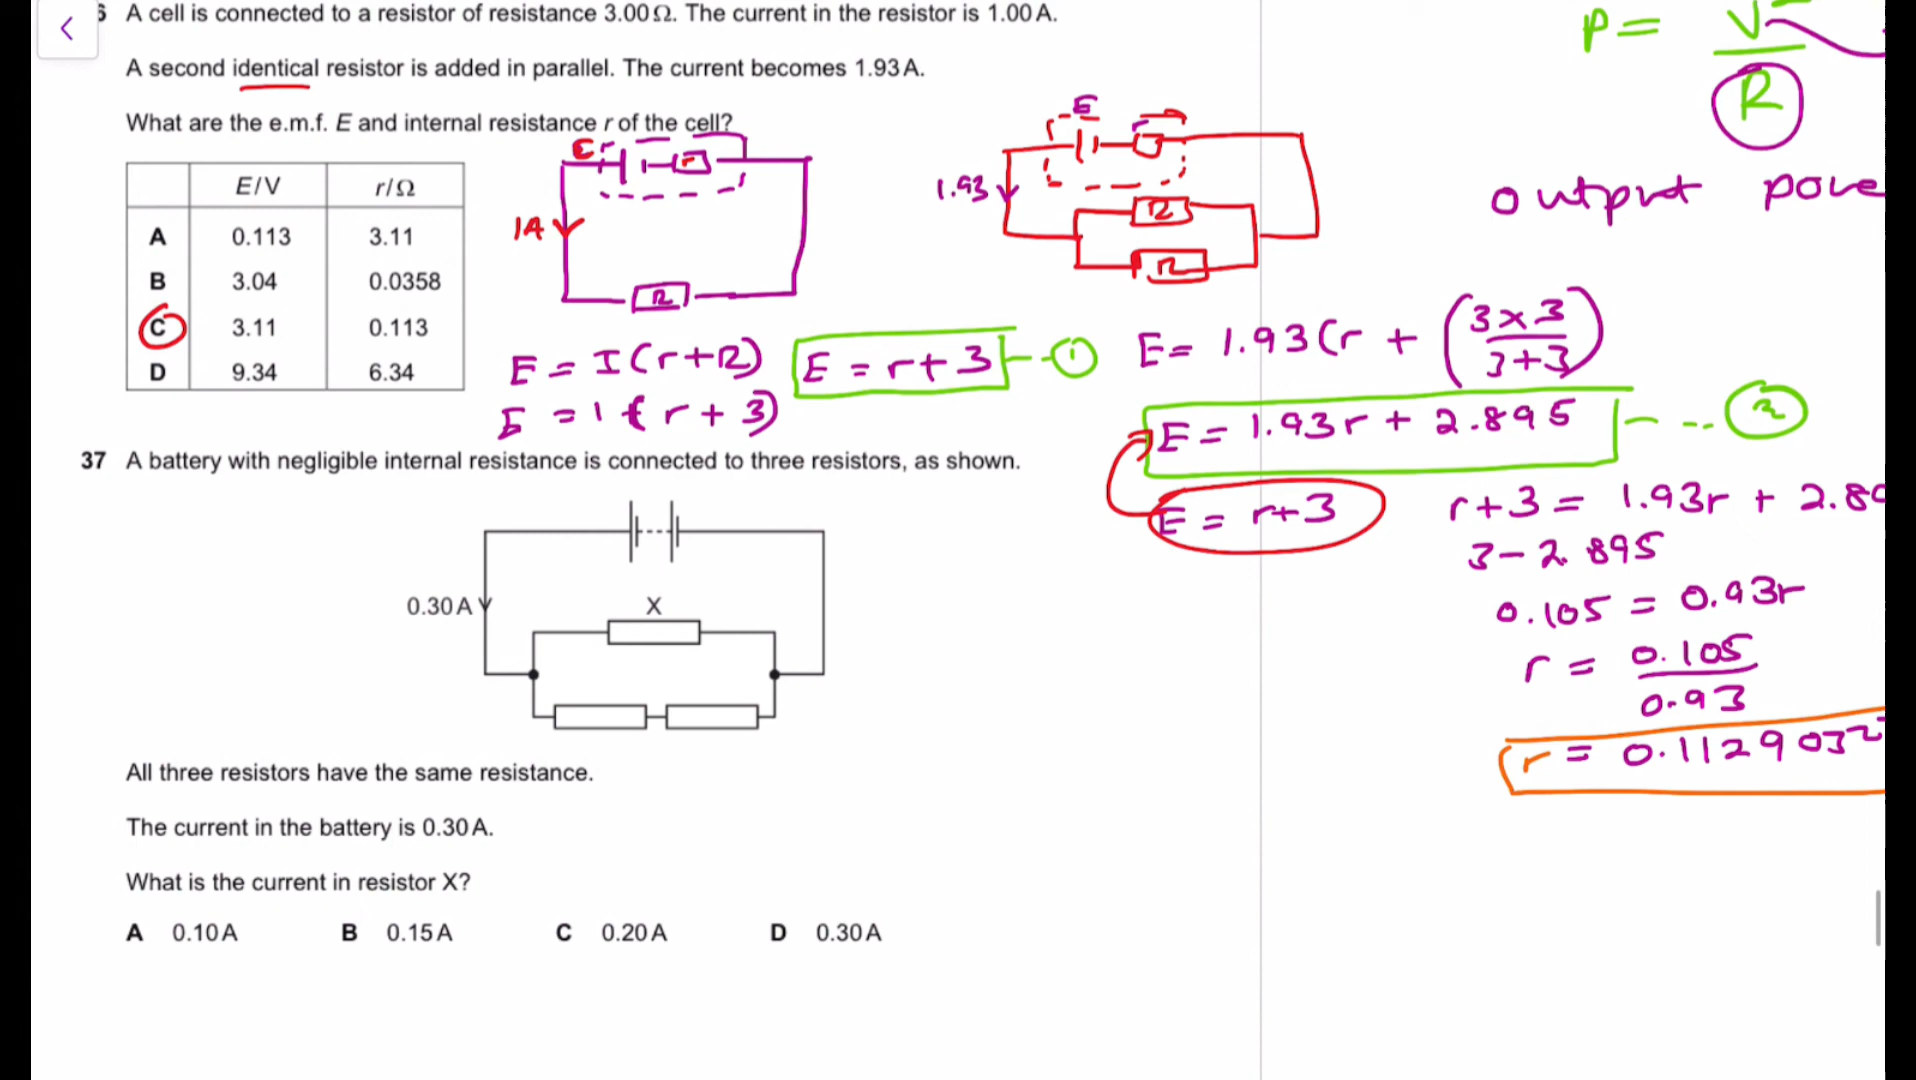 6 A cell is connected to a resistor of resistance 3.00 Ω. The current in the resistor is 1.00 A.
A second identical resistor is added in parallel. The current becomes 1.93 A.
What are the e.m.f. E and internal resistance r of the cell?
E/V r/Ω
A 0.113 3.11
B 3.04 0.0358
C 3.11 0.113
D 9.34 6.34
E r
1A
R
E
r
1.93
R
R
P = V
R
output powe
E = I(r+R)
E = 1(r+3)
E = r+3 -- 1
E = 1.93(r + (3×3
3+3)
E = 1.93r + 2.895 --- 2
E = r+3
r+3 = 1.93r + 2.89
3-2.895
0.105 = 0.93r
r = 0.105
0.93
r = 0.1129032
37 A battery with negligible internal resistance is connected to three resistors, as shown.
0.30 A
X
All three resistors have the same resistance.
The current in the battery is 0.30 A.
What is the current in resistor X?
A 0.10 A B 0.15 A C 0.20 A D 0.30 A